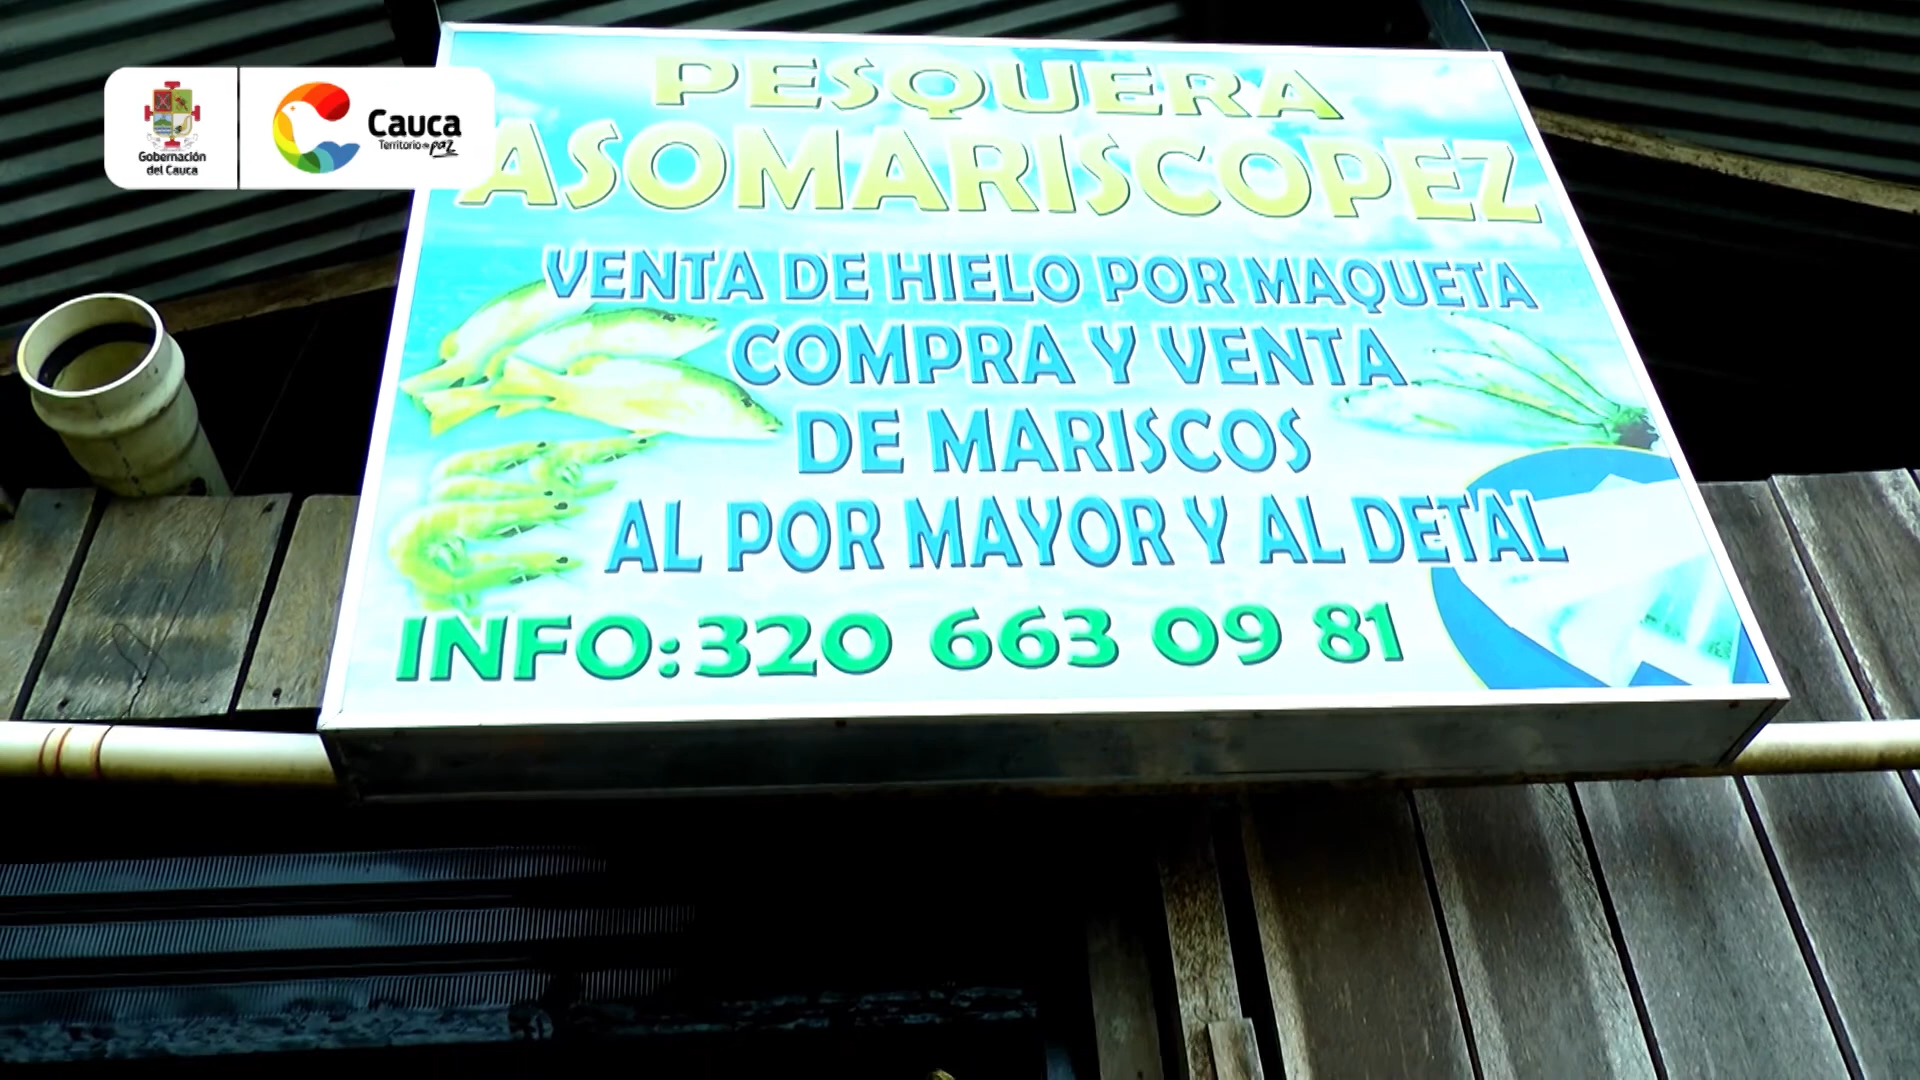 Gobernación
del Cauca
Cauca
Territorio de paz
PESQUERA
ASOMARISCOPEZ
VENTA DE HIELO POR MAQUETA
COMPRA Y VENTA
DE MARISCOS
AL POR MAYOR Y AL DETAL
INFO: 320 663 09 81